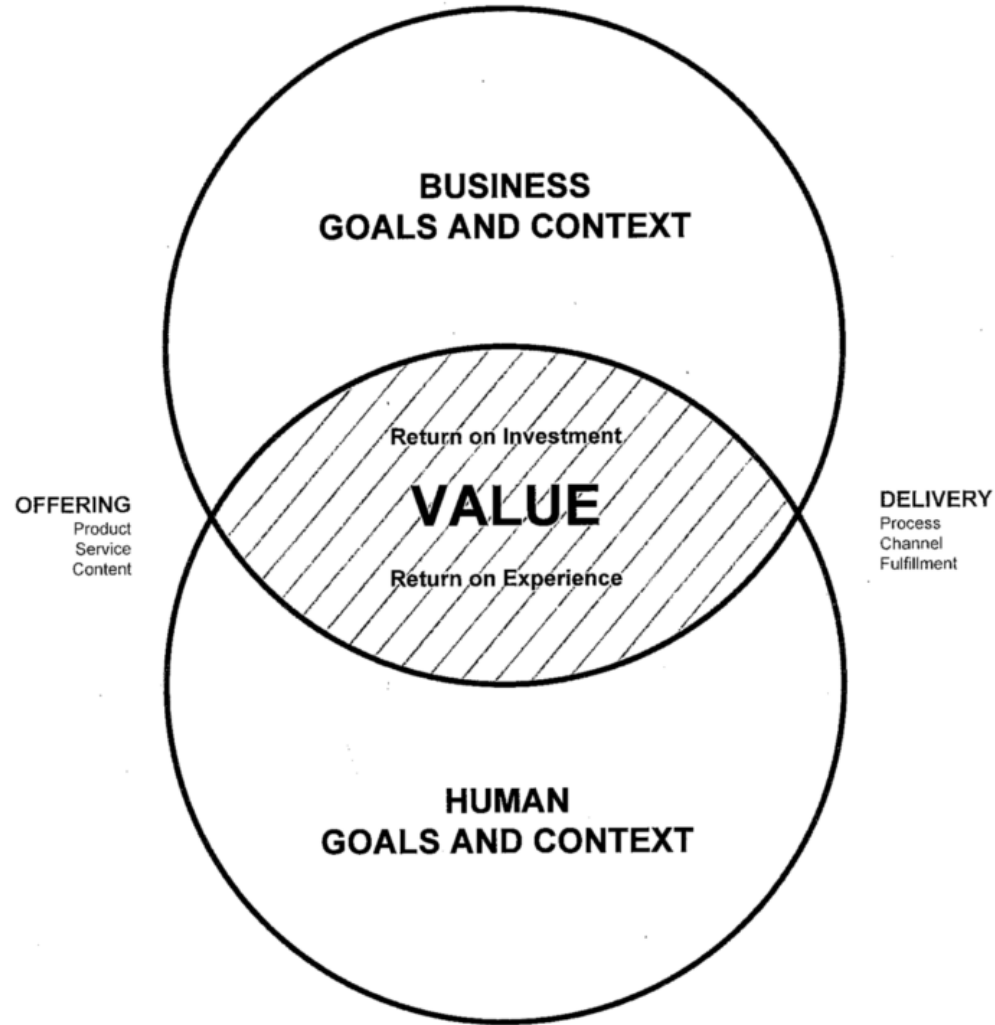 BUSINESS
GOALS AND CONTEXT
Return on Investment
VALUE
Return on Experience
OFFERING
Product
Service
Content
DELIVERY
Process
Channel
Fulfillment
HUMAN
GOALS AND CONTEXT